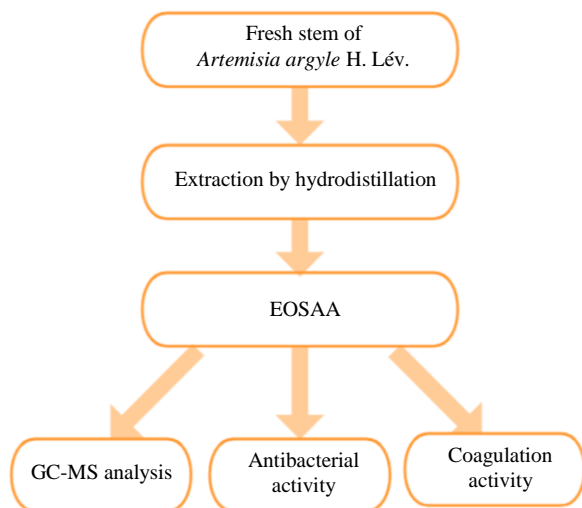 Fresh stem of
Artemisia argyle H. Lév.
Extraction by hydrodistillation
EOSAA
GC-MS analysis
Antibacterial
activity
Coagulation
activity